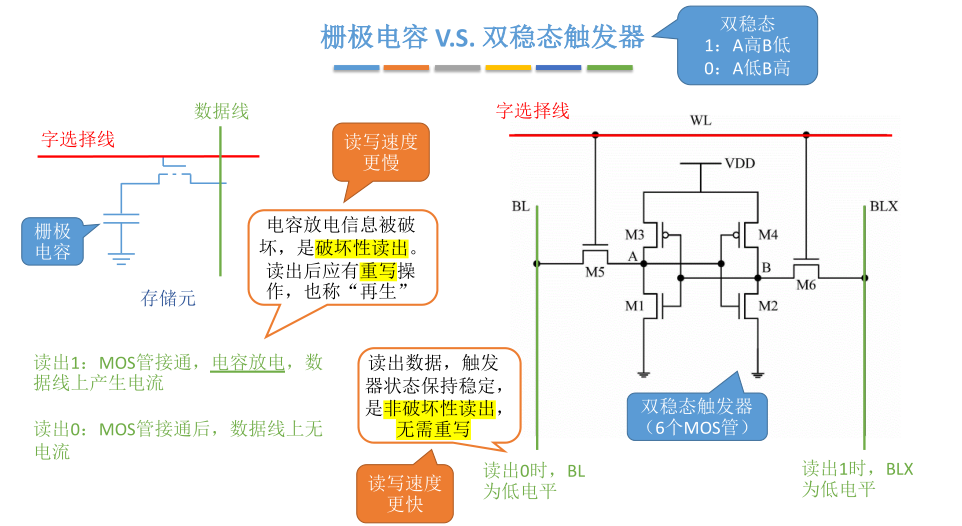 栅极电容 V.S. 双稳态触发器
双稳态
1：A高B低
0：A低B高
数据线
字选择线
栅极
电容
存储元
读写速度
更慢
电容放电信息被破
坏，是破坏性读出。
读出后应有重写操
作，也称“再生”
读出1：MOS管接通，电容放电，数
据线上产生电流
读出0：MOS管接通后，数据线上无
电流
读出数据，触发
器状态保持稳定，
是非破坏性读出，
无需重写
读写速度
更快
字选择线
WL
VDD
BL
BLX
M3
M4
A
B
M5
M6
M1
M2
双稳态触发器
（6个MOS管）
读出0时，BL
为低电平
读出1时，BLX
为低电平